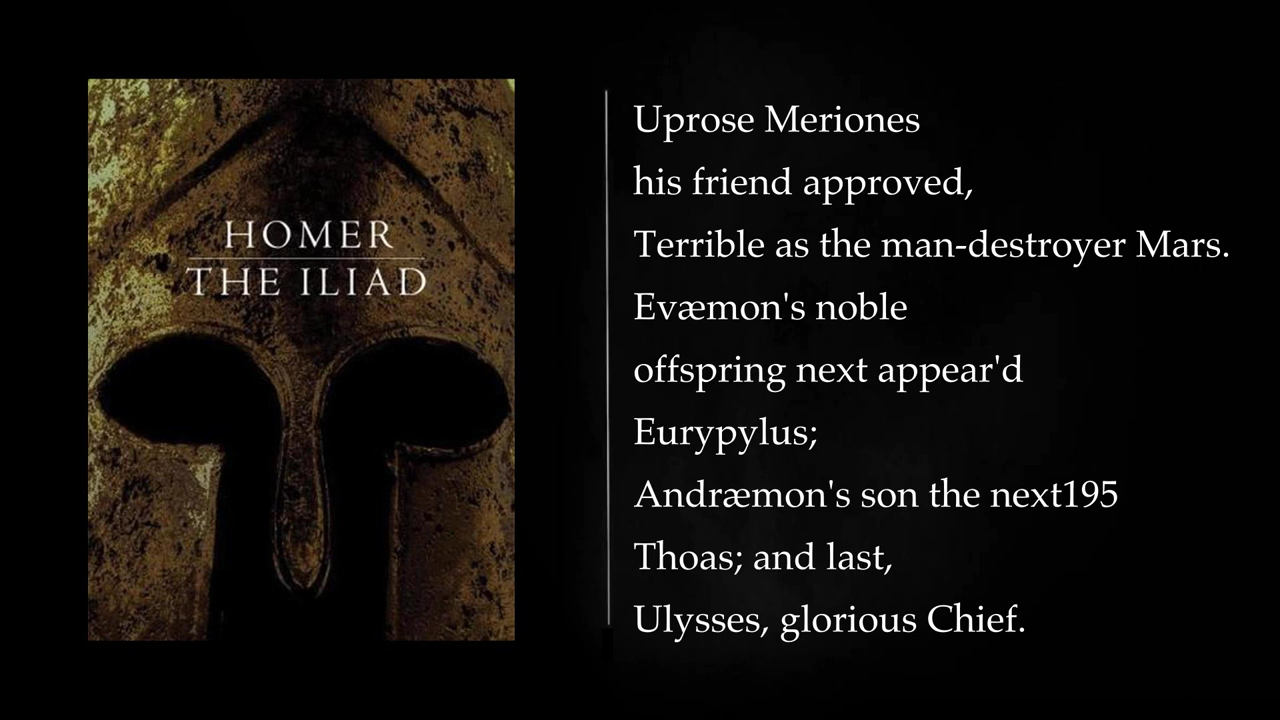 HOMER
THE ILIAD
Uprose Meriones
his friend approved,
Terrible as the man-destroyer Mars.
Evæmon's noble
offspring next appear'd
Eurypylus;
Andræmon's son the next195
Thoas; and last,
Ulysses, glorious Chief.